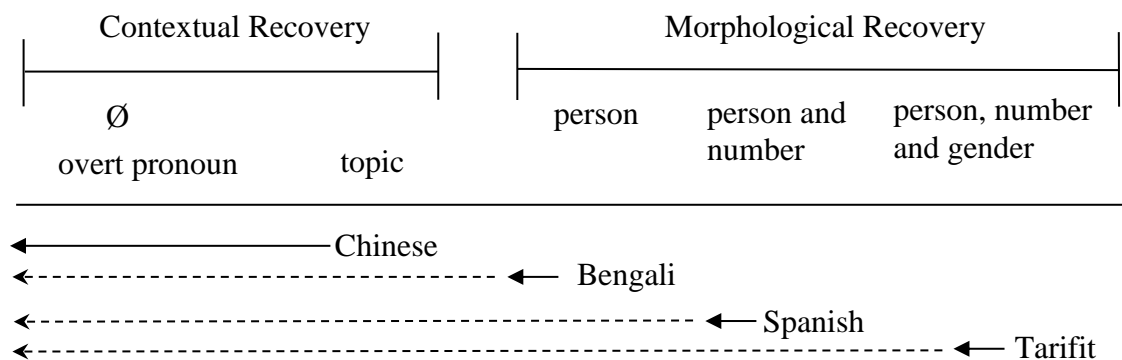 Contextual Recovery
Morphological Recovery
Ø
overt pronoun
topic
person
person and
number
person, number
and gender
Chinese
Bengali
Spanish
Tarifit